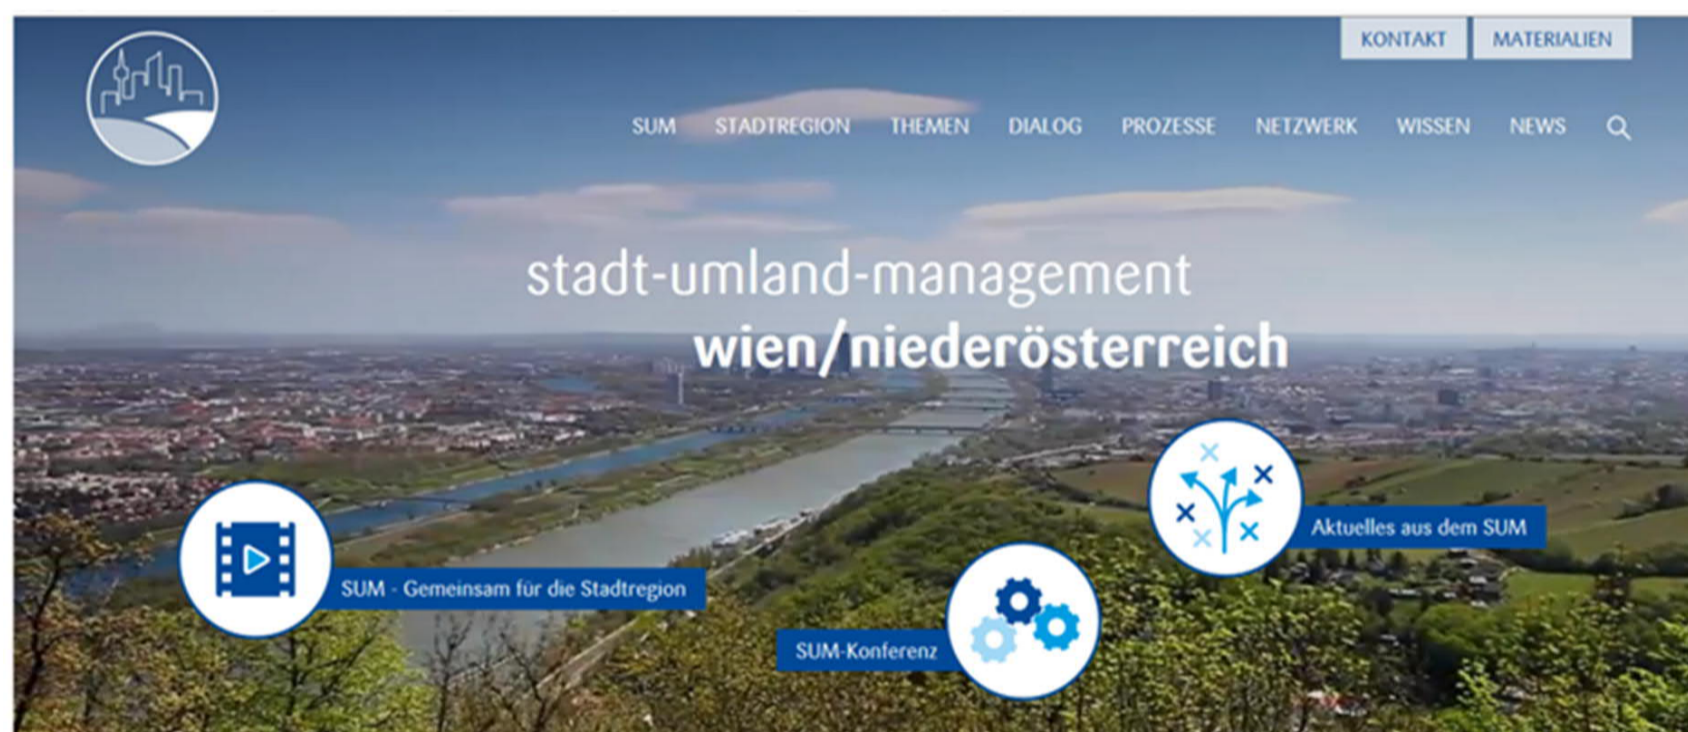 KONTAKT MATERIALIEN
SUM STADTREGION THEMEN DIALOG PROZESSE NETZWERK WISSEN NEWS
stadt-umland-management
wien/niederösterreich
Aktuelles aus dem SUM
SUM - Gemeinsam für die Stadtregion
SUM-Konferenz